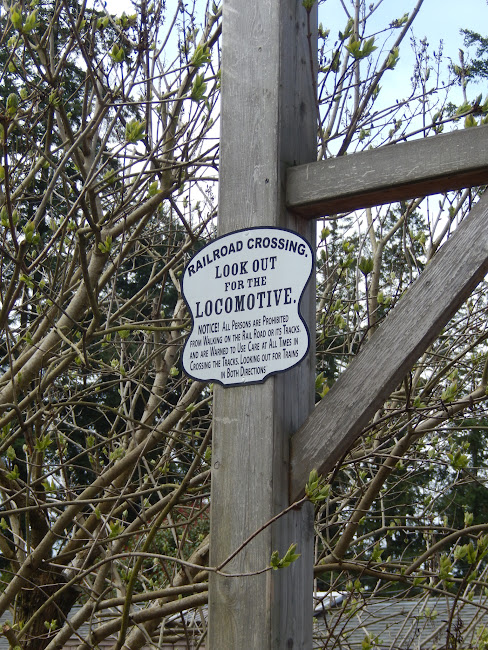 RAILROAD CROSSING.
LOOK OUT
FOR THE
LOCOMOTIVE.
NOTICE! ALL PERSONS ARE PROHIBITED
FROM WALKING ON THE RAIL ROAD OR ITS TRACKS,
AND ARE WARNED TO USE CARE AT ALL TIMES IN
CROSSING THE TRACKS, LOOKING OUT FOR TRAINS
IN BOTH DIRECTIONS